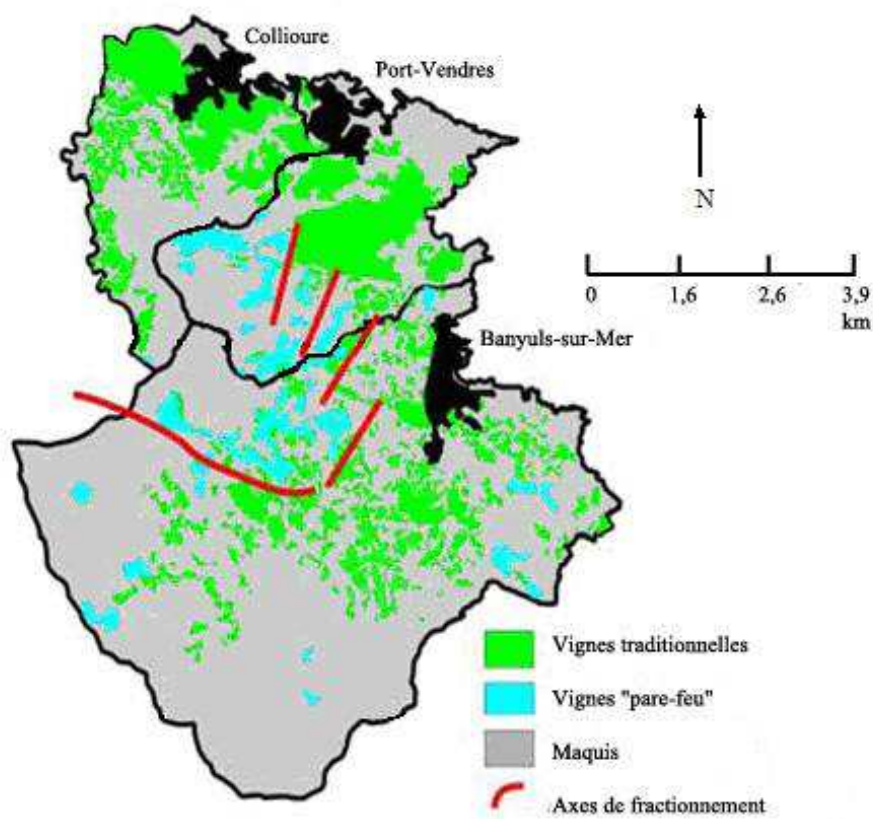 Collioure
Port-Vendres
N
0 1,6 2,6 3,9
km
Banyuls-sur-Mer
Vignes traditionnelles
Vignes "pare-feu"
Maquis
Axes de fractionnement